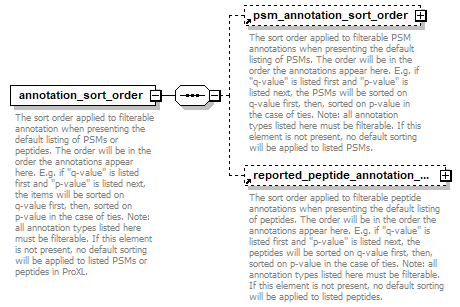 psm_annotation_sort_order
The sort order applied to filterable PSM
annotations when presenting the default
listing of PSMs. The order will be in the
order the annotations appear here. E.g. if
"q-value" is listed first and "p-value" is
listed next, the PSMs will be sorted on
q-value first, then, sorted on p-value in
the case of ties. Note: all annotation
types listed here must be filterable. If this
element is not present, no default sorting
will be applied to listed PSMs.
annotation_sort_order
The sort order applied to filterable
annotation when presenting the
default listing of PSMs or
peptides. The order will be in the
order the annotations appear
here. E.g. if "q-value" is listed
first and "p-value" is listed next,
the items will be sorted on
q-value first, then, sorted on
p-value in the case of ties. Note:
all annotation types listed here
must be filterable. If this element
is not present, no default sorting
will be applied to listed PSMs or
peptides in ProXL.
reported_peptide_annotation_...
The sort order applied to filterable peptide
annotations when presenting the default listing
of peptides. The order will be in the order the
annotations appear here. E.g. if "q-value" is
listed first and "p-value" is listed next, the
peptides will be sorted on q-value first, then,
sorted on p-value in the case of ties. Note: all
annotation types listed here must be filterable.
If this element is not present, no default sorting
will be applied to listed peptides.